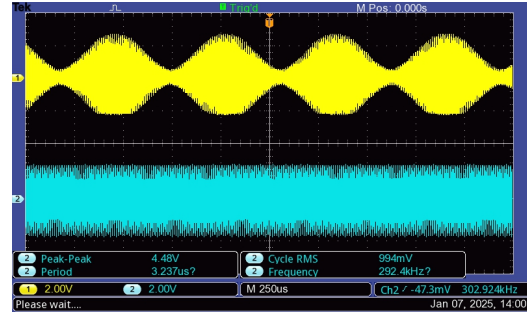 Tek Trig'd M Pos: 0.000s
T
1
2
2 Peak-Peak 4.48V 2 Cycle RMS 994mV
2 Period 3.237us? 2 Frequency 292.4kHz?
1 2.00V 2 2.00V M 250us Ch2 -47.3mV 302.924kHz
Please wait.... Jan 07, 2025, 14:00